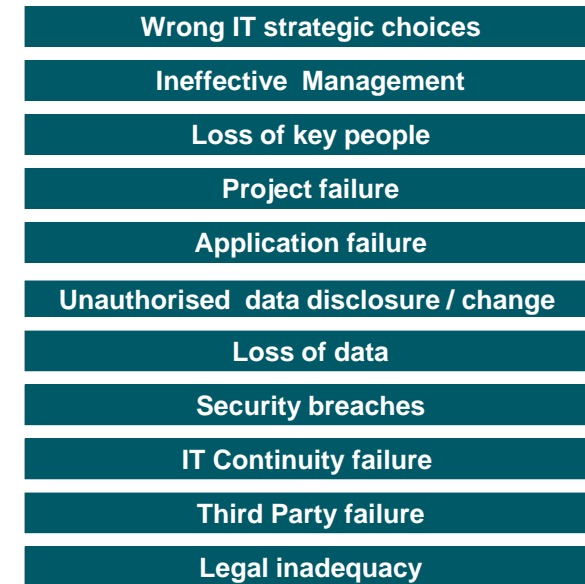 Wrong IT strategic choices
Ineffective Management
Loss of key people
Project failure
Application failure
Unauthorised data disclosure / change
Loss of data
Security breaches
IT Continuity failure
Third Party failure
Legal inadequacy